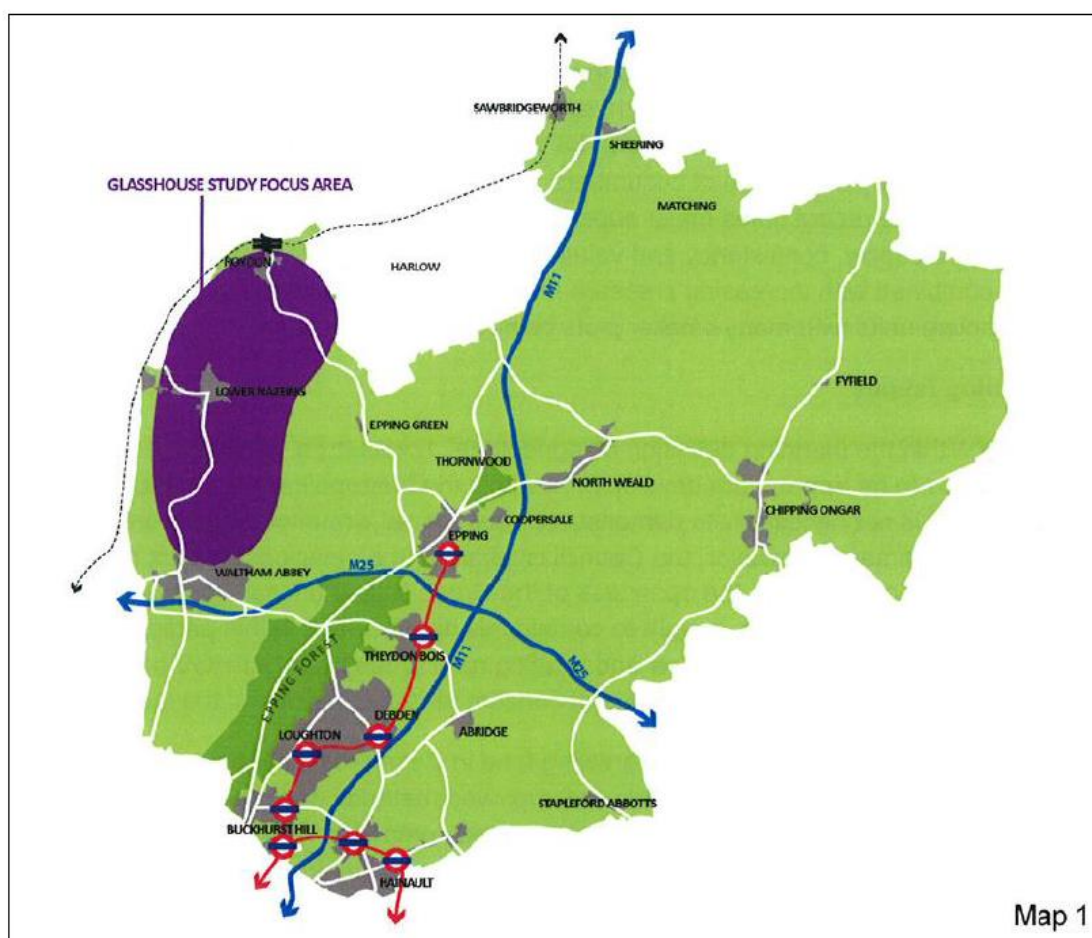 SAWBRIDGEWORTH
SHEERING
GLASSHOUSE STUDY FOCUS AREA
MATCHING
ROYDON
HARLOW
M11
LOWER NAZEING
FYFIELD
EPPING GREEN
THORNWOOD
NORTH WEALD
CHIPPING ONGAR
COOPERSALE
EPPING
WALTHAM ABBEY
M25
THEYDON BOIS
M11
M25
EPPING FOREST
DEBDEN
LOUGHTON
ABRIDGE
STAPLEFORD ABBOTTS
BUCKHURST HILL
HAINAULT
Map 1